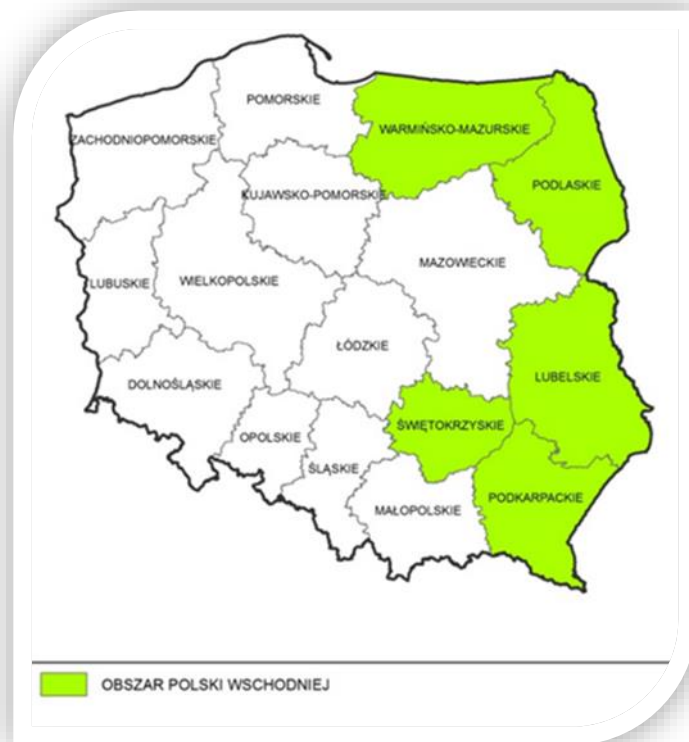 POMORSKIE
WARMIŃSKO-MAZURSKIE
ZACHODNIOPOMORSKIE
PODLASKIE
KUJAWSKO-POMORSKIE
MAZOWIECKIE
WIELKOPOLSKIE
LUBUSKIE
ŁÓDZKIE
LUBELSKIE
DOLNOŚLĄSKIE
ŚWIĘTOKRZYSKIE
OPOLSKIE
ŚLĄSKIE
PODKARPACKIE
MAŁOPOLSKIE
OBSZAR POLSKI WSCHODNIEJ